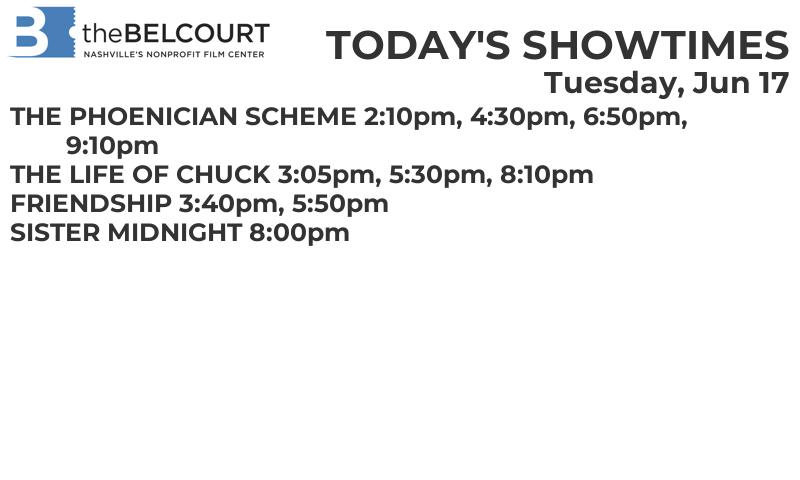 B theBELCOURT
NASHVILLE'S NONPROFIT FILM CENTER
TODAY'S SHOWTIMES
Tuesday, Jun 17
THE PHOENICIAN SCHEME 2:10pm, 4:30pm, 6:50pm,
9:10pm
THE LIFE OF CHUCK 3:05pm, 5:30pm, 8:10pm
FRIENDSHIP 3:40pm, 5:50pm
SISTER MIDNIGHT 8:00pm